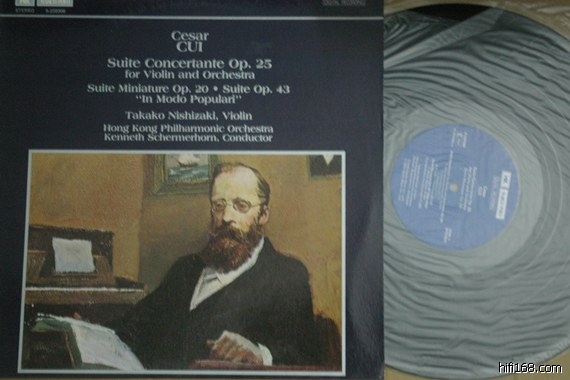 Cesar
CUI
Suite Concertante Op. 25
for Violin and Orchestra
Suite Miniature Op. 20 • Suite Op. 43
"In Modo Populari"
Takako Nishizaki, Violin
Hong Kong Philharmonic Orchestra
Kenneth Schermerhorn, Conductor
hifi168.com